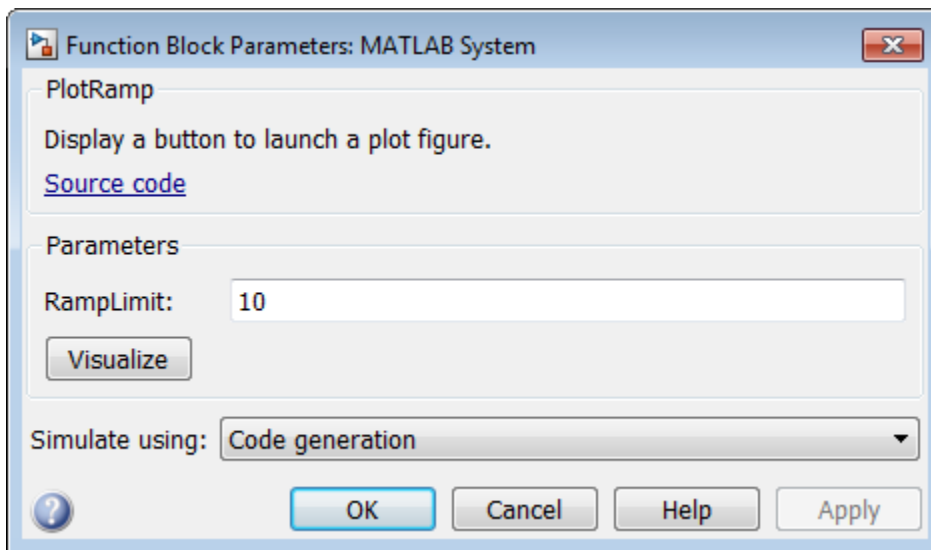 Function Block Parameters: MATLAB System
PlotRamp
Display a button to launch a plot figure.
Source code
Parameters
RampLimit: 10
Visualize
Simulate using: Code generation
? OK Cancel Help Apply